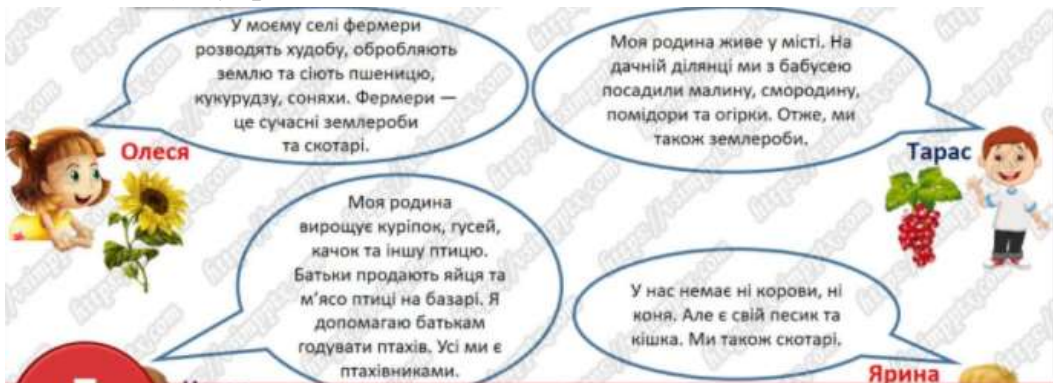 У моєму селі фермери
розводять худобу, обробляють
землю та сіють пшеницю,
кукурудзу, соняхи. Фермери —
це сучасні землероби
та скотарі.
Олеся
Моя родина живе у місті. На
дачній ділянці ми з бабусею
посадили малину, смородину,
помідори та огірки. Отже, ми
також землероби.
Тарас
Моя родина
вирощує куріпок, гусей,
качок та іншу птицю.
Батьки продають яйця та
м’ясо птиці на базарі. Я
допомагаю батькам
годувати птахів. Усі ми є
птахівниками.
У нас немає ні корови, ні
коня. Але є свій песик та
кішка. Ми також скотарі.
Ярина